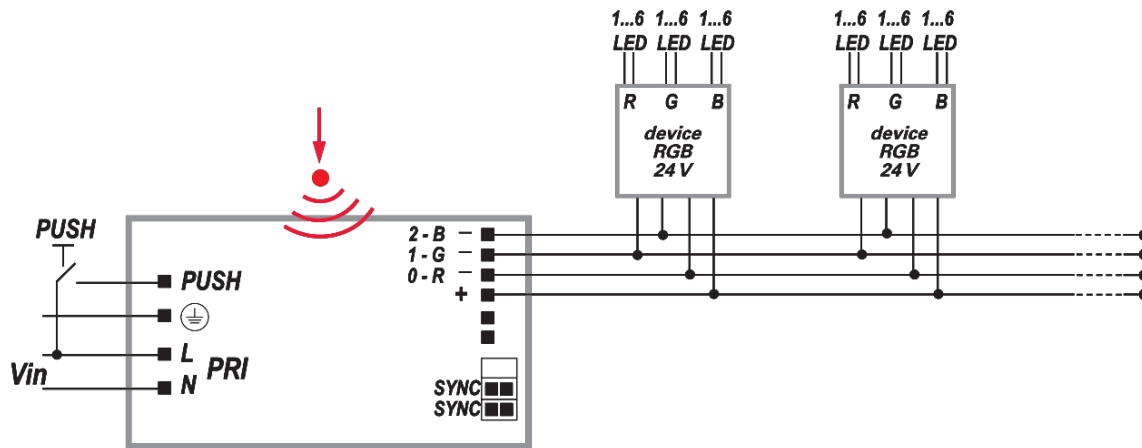 1...6 1...6 1...6
LED LED LED
R G B
device
RGB
24 V
1...6 1...6 1...6
LED LED LED
R G B
device
RGB
24 V
PUSH
PUSH
L
PRI
N
Vin
2 - B –
1 - G –
0 - R –
+
SYNC
SYNC